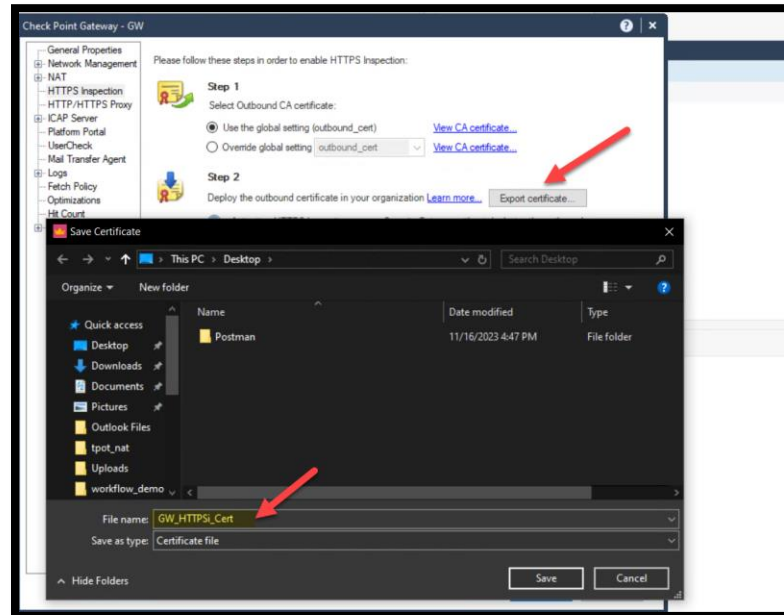 Check Point Gateway - GW
General Properties
Network Management
NAT
HTTPS Inspection
HTTP/HTTPS Proxy
ICAP Server
Platform Portal
UserCheck
Mail Transfer Agent
Logs
Fetch Policy
Optimizations
Hit Count
Please follow these steps in order to enable HTTPS Inspection:
Step 1
Select Outbound CA certificate:
Use the global setting (outbound_cert) View CA certificate...
Override global setting outbound_cert View CA certificate...
Step 2
Deploy the outbound certificate in your organization Learn more... Export certificate...
Save Certificate
This PC > Desktop >
Search Desktop
Organize New folder
Quick access
Desktop
Downloads
Documents
Pictures
Outlook Files
tpot_nat
Uploads
workflow_demo
Name Date modified Type
Postman 11/16/2023 4:47 PM File folder
File name: GW_HTTPSi_Cert
Save as type: Certificate file
Hide Folders
Save Cancel